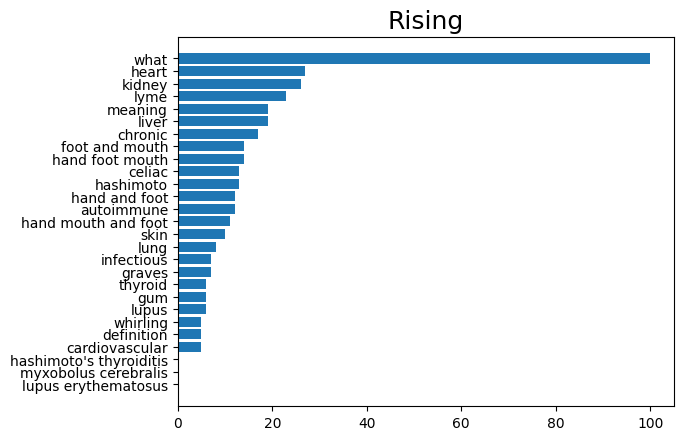 Rising
what
heart
kidney
lyme
meaning
liver
chronic
foot and mouth
hand foot mouth
celiac
hashimoto
hand and foot
autoimmune
hand mouth and foot
skin
lung
infectious
graves
thyroid
gum
lupus
whirling
definition
cardiovascular
hashimoto's thyroiditis
myxobolus cerebralis
lupus erythematosus
0 20 40 60 80 100